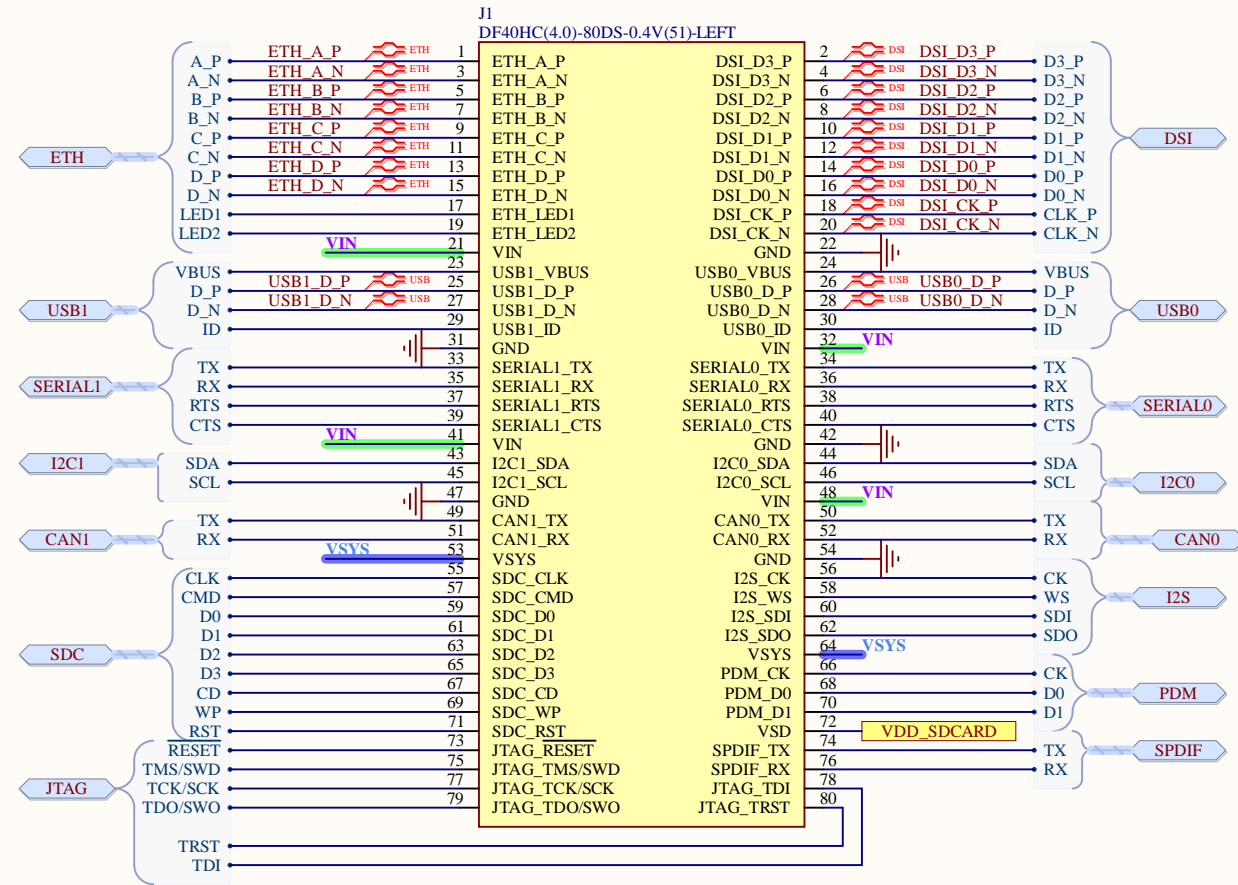 J1
DF40HC(4.0)-80DS-0.4V(51)-LEFT
A_P ETH_A_P ETH 1 ETH_A_P DSI_D3_P 2 DSI DSI_D3_P D3_P
A_N ETH_A_N ETH 3 ETH_A_N DSI_D3_N 4 DSI DSI_D3_N D3_N
B_P ETH_B_P ETH 5 ETH_B_P DSI_D2_P 6 DSI DSI_D2_P D2_P
B_N ETH_B_N ETH 7 ETH_B_N DSI_D2_N 8 DSI DSI_D2_N D2_N
C_P ETH_C_P ETH 9 ETH_C_P DSI_D1_P 10 DSI DSI_D1_P D1_P
ETH C_N ETH_C_N ETH 11 ETH_C_N DSI_D1_N 12 DSI DSI_D1_N D1_N DSI
D_P ETH_D_P ETH 13 ETH_D_P DSI_D0_P 14 DSI DSI_D0_P D0_P
D_N ETH_D_N ETH 15 ETH_D_N DSI_D0_N 16 DSI DSI_D0_N D0_N
LED1 17 ETH_LED1 DSI_CK_P 18 DSI DSI_CK_P CLK_P
LED2 19 ETH_LED2 DSI_CK_N 20 DSI DSI_CK_N CLK_N
VIN 21 VIN GND 22
VBUS 23 USB1_VBUS USB0_VBUS 24 VBUS
D_P USB1_D_P USB 25 USB1_D_P USB0_D_P 26 USB USB0_D_P D_P
USB1 D_N USB1_D_N USB 27 USB1_D_N USB0_D_N 28 USB USB0_D_N D_N USB0
ID 29 USB1_ID USB0_ID 30 ID
31 GND VIN 32 VIN
TX 33 SERIAL1_TX SERIAL0_TX 34 TX
SERIAL1 RX 35 SERIAL1_RX SERIAL0_RX 36 RX
RTS 37 SERIAL1_RTS SERIAL0_RTS 38 RTS SERIAL0
CTS 39 SERIAL1_CTS SERIAL0_CTS 40 CTS
VIN 41 VIN GND 42
I2C1 SDA 43 I2C1_SDA I2C0_SDA 44 SDA
SCL 45 I2C1_SCL I2C0_SCL 46 SCL I2C0
47 GND VIN 48 VIN
TX 49 CAN1_TX CAN0_TX 50 TX
CAN1 RX 51 CAN1_RX CAN0_RX 52 RX CAN0
VSYS 53 VSYS GND 54
CLK 55 SDC_CLK I2S_CK 56 CK
CMD 57 SDC_CMD I2S_WS 58 WS I2S
D0 59 SDC_D0 I2S_SDI 60 SDI
D1 61 SDC_D1 I2S_SDO 62 SDO
SDC D2 63 SDC_D2 VSYS 64 VSYS
D3 65 SDC_D3 PDM_CK 66 CK
CD 67 SDC_CD PDM_D0 68 D0 PDM
WP 69 SDC_WP PDM_D1 70 D1
RST 71 SDC_RST VSD 72 VDD_SDCARD
RESET 73 JTAG_RESET SPDIF_TX 74 TX SPDIF
TMS/SWD 75 JTAG_TMS/SWD SPDIF_RX 76 RX
JTAG TCK/SCK 77 JTAG_TCK/SCK JTAG_TDI 78
TDO/SWO 79 JTAG_TDO/SWO JTAG_TRST 80
TRST
TDI